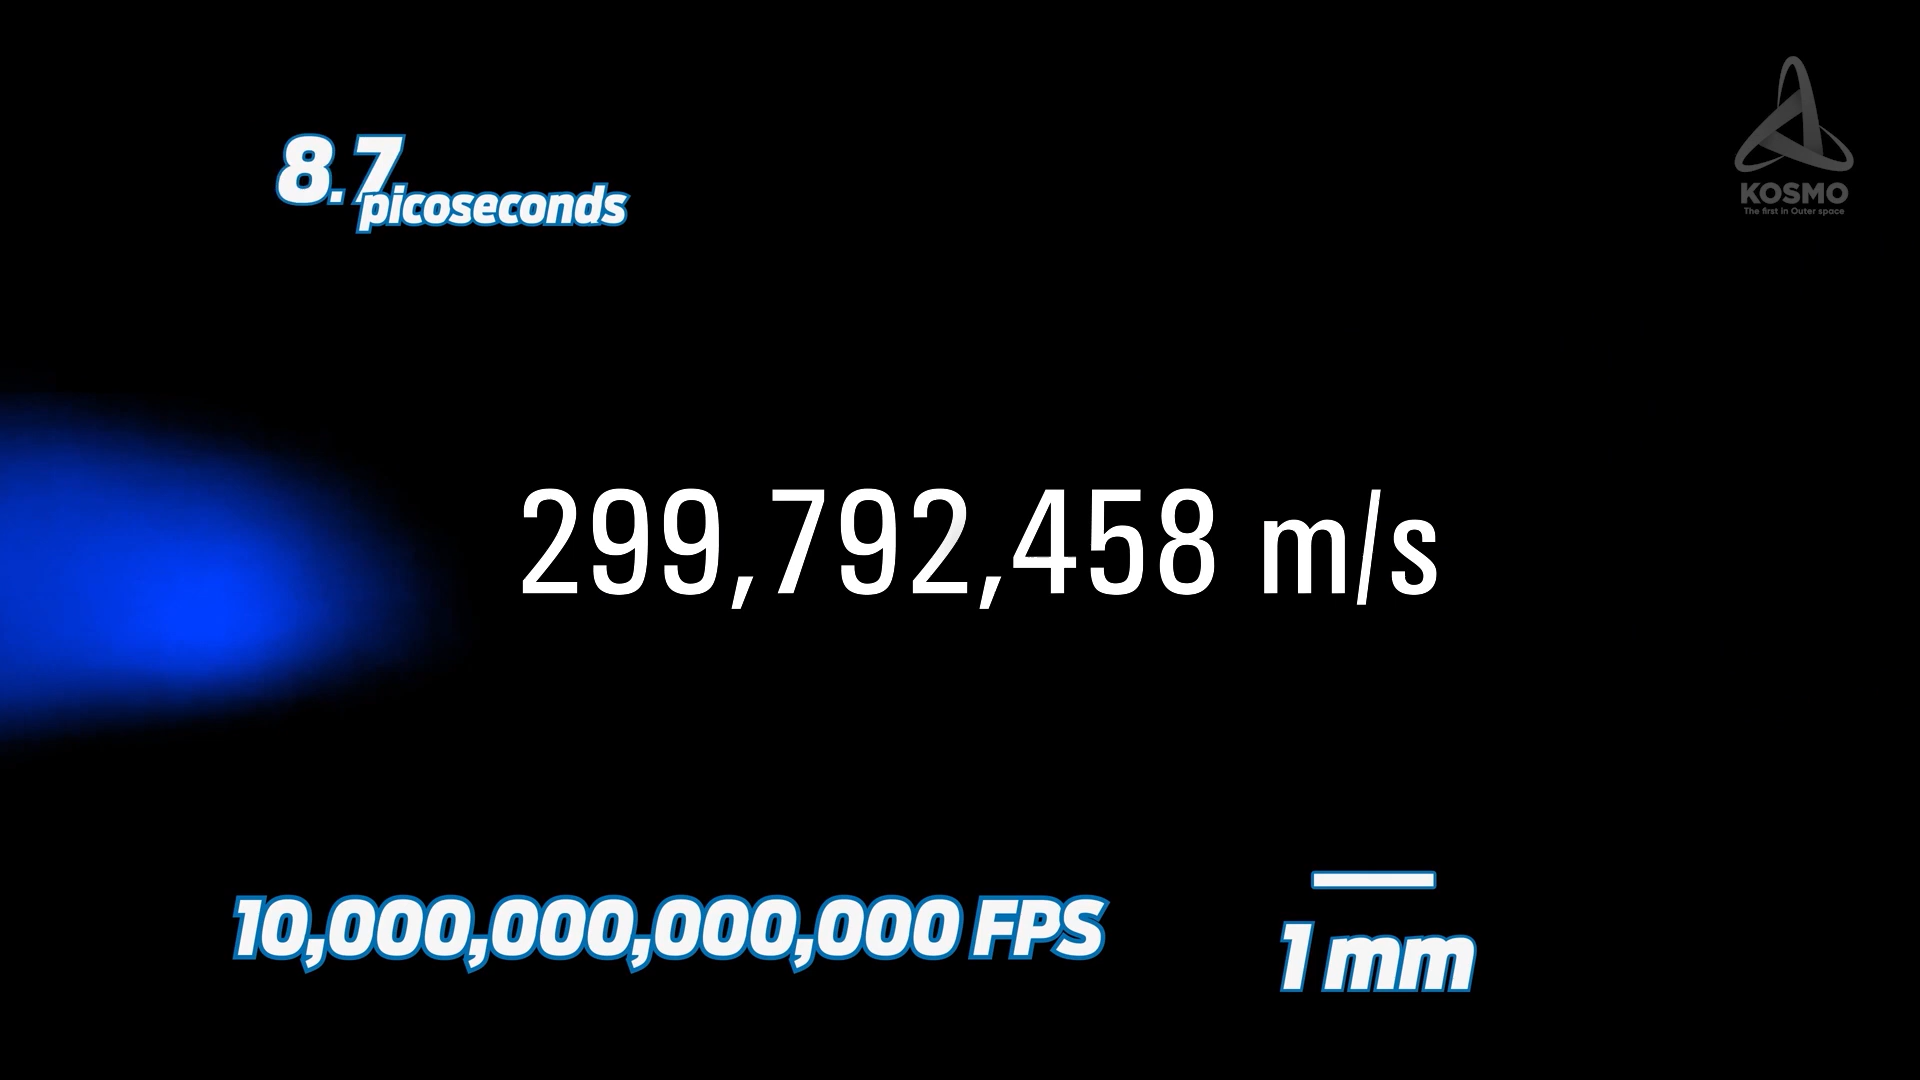 8.7
picoseconds
KOSMO
The first in Outer space
299,792,458 m/s
10,000,000,000,000 FPS
1 mm